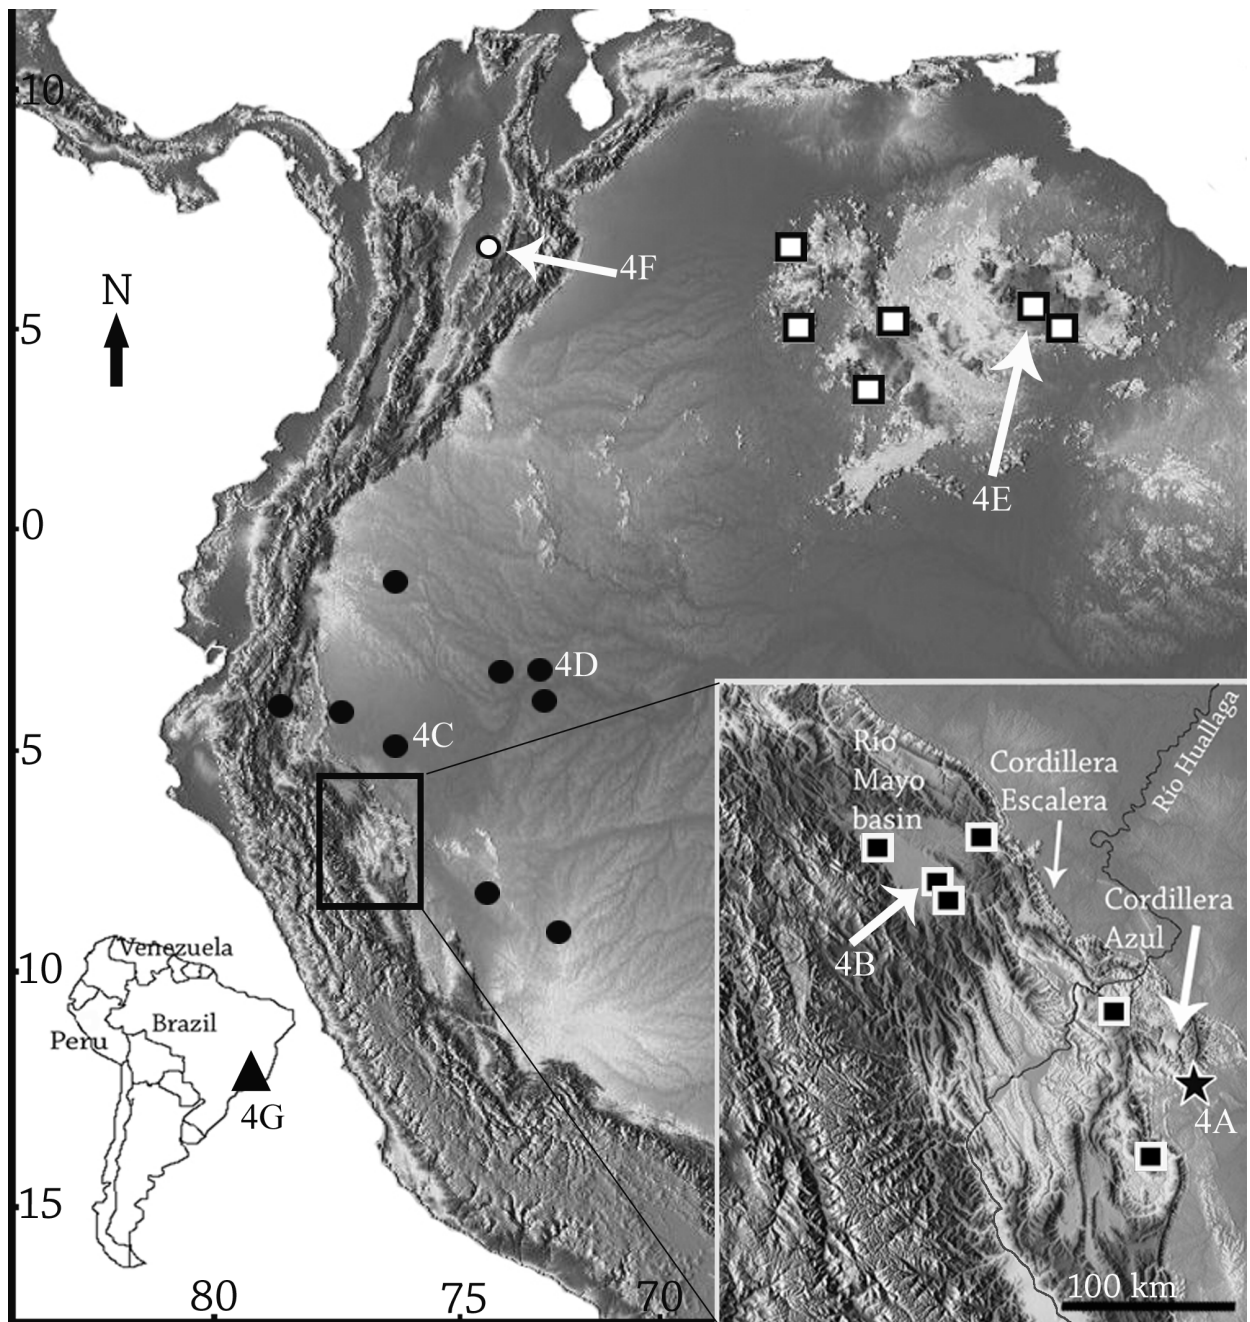 10
4F
N
5
4E
0
4D
4C
5
Río
Mayo
basin
Cordillera
Escalera
Río Huallaga
Cordillera
Azul
4B
10
Venezuela
Brazil
Peru
4G
4A
15
80
75
70
100 km